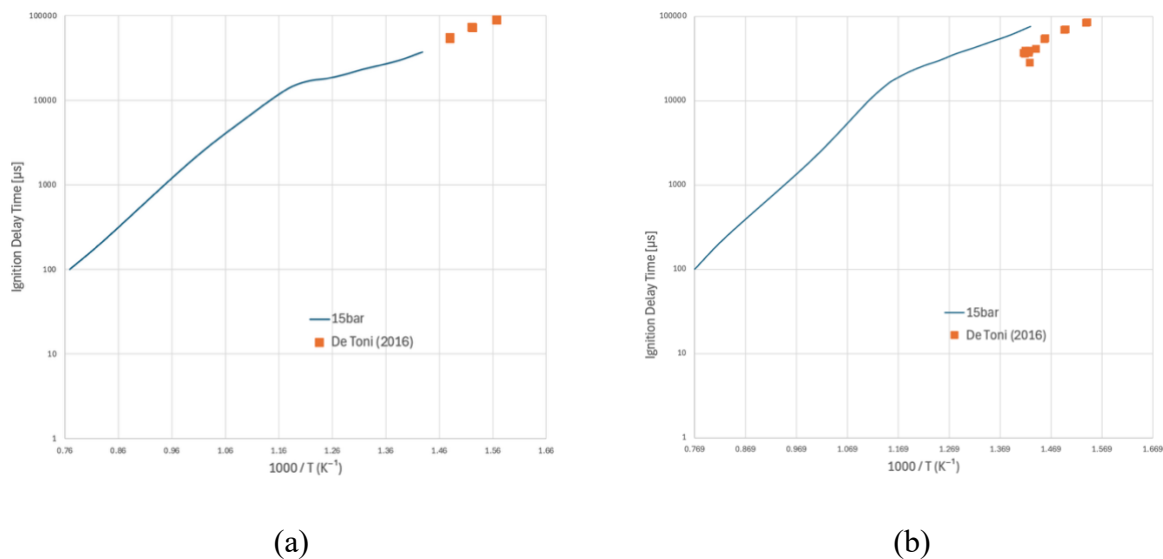 100000
10000
1000
100
10
1
Ignition Delay Time [µs]
15bar
De Toni (2016)
0.76 0.86 0.96 1.06 1.16 1.26 1.36 1.46 1.56 1.66
1000 / T (K⁻¹)
(a)
100000
10000
1000
100
10
1
Ignition Delay Time [µs]
15bar
De Toni (2016)
0.769 0.869 0.969 1.069 1.169 1.269 1.369 1.469 1.569 1.669
1000 / T (K⁻¹)
(b)